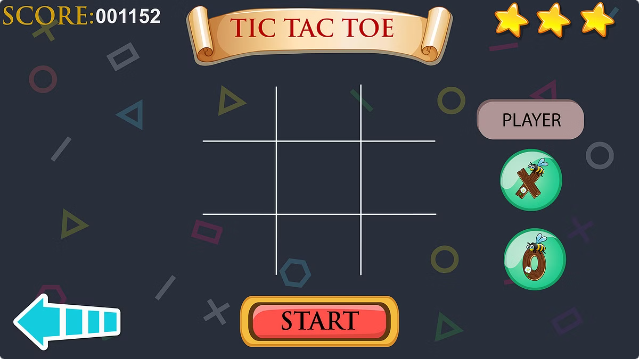 SCORE:001152
TIC TAC TOE
PLAYER
X
O
START